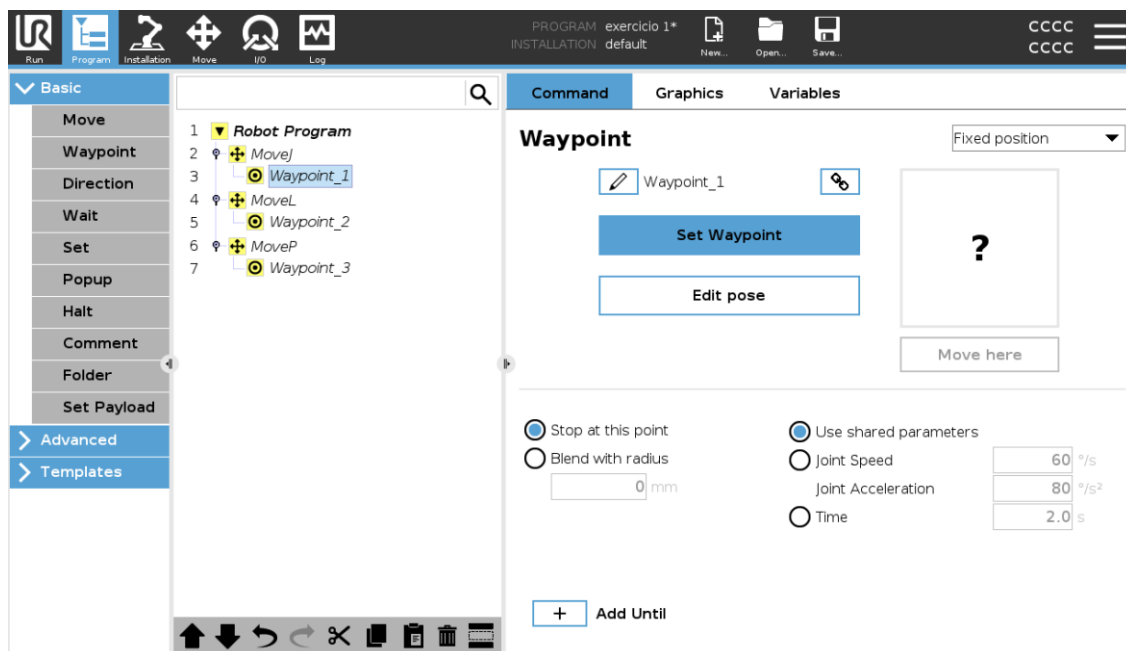 PROGRAM exercicio 1*
INSTALLATION default
CCCC
CCCC
Run
Program
Installation
Move
I/O
Log
New...
Open...
Save...
Basic
Move
Waypoint
Direction
Wait
Set
Popup
Halt
Comment
Folder
Set Payload
Advanced
Templates
1 Robot Program
2 MoveJ
3 Waypoint_1
4 MoveL
5 Waypoint_2
6 MoveP
7 Waypoint_3
Command
Graphics
Variables
Waypoint
Fixed position
Waypoint_1
Set Waypoint
?
Edit pose
Move here
Stop at this point
Blend with radius
0 mm
Use shared parameters
Joint Speed 60 °/s
Joint Acceleration 80 °/s²
Time 2.0 s
+ Add Until